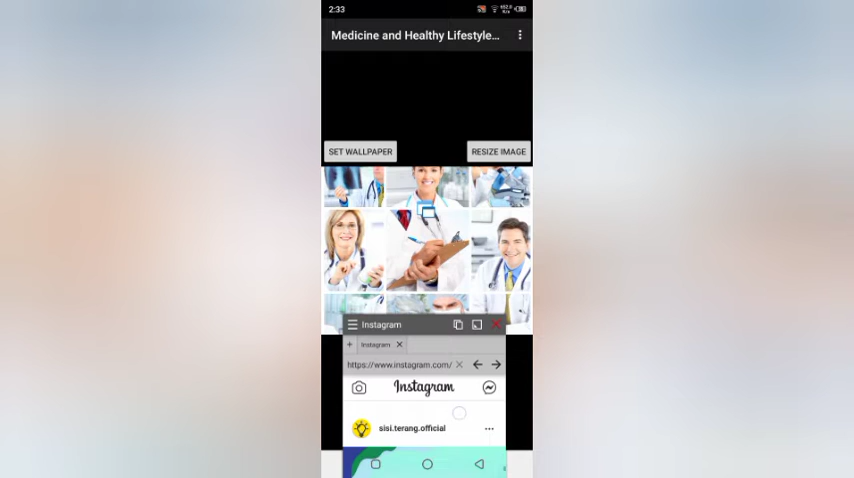 2:33
Medicine and Healthy Lifestyle...
SET WALLPAPER
RESIZE IMAGE
Instagram
Instagram
https://www.instagram.com/
Instagram
sisi.terang.official